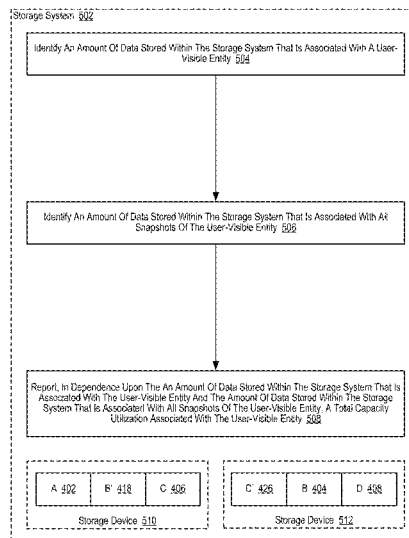 Storage System 502
Identify An Amount Of Data Stored Within The Storage System That Is Associated With A User-
Visible Entity 504
Identify An Amount Of Data Stored Within The Storage System That Is Associated With All
Snapshots Of The User-Visible Entity 506
Report, In Dependence Upon The An Amount Of Data Stored Within The Storage System That Is
Associated With The User-Visible Entity And The Amount Of Data Stored Within The Storage
System That Is Associated With All Snapshots Of The User-Visible Entity, A Total Capacity
Utilization Associated With The User-Visible Entity 508
A 402 B' 418 C 406
Storage Device 510
C' 426 B 404 D 408
Storage Device 512